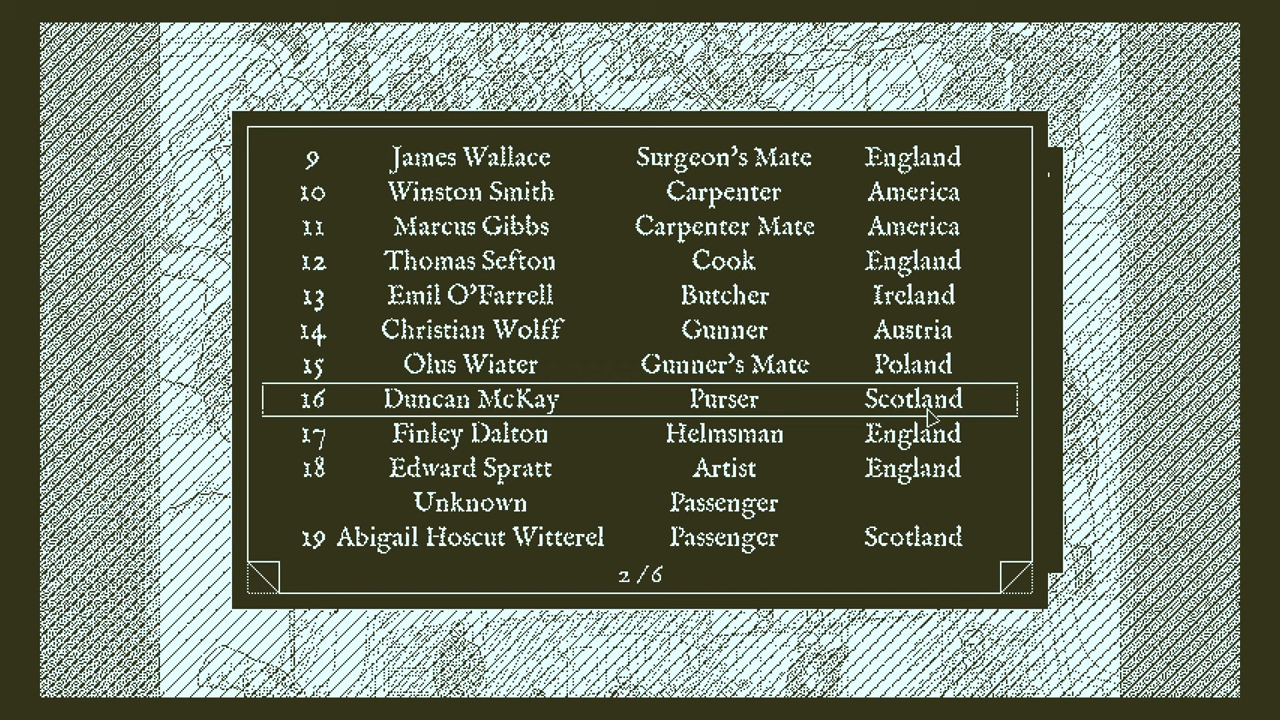 9 James Wallace Surgeon's Mate England
10 Winston Smith Carpenter America
11 Marcus Gibbs Carpenter Mate America
12 Thomas Sefton Cook England
13 Emil O'Farrell Butcher Ireland
14 Christian Wolff Gunner Austria
15 Olus Wiater Gunner's Mate Poland
16 Duncan McKay Purser Scotland
17 Finley Dalton Helmsman England
18 Edward Spratt Artist England
Unknown Passenger
19 Abigail Hoscut Witterel Passenger Scotland
2 / 6